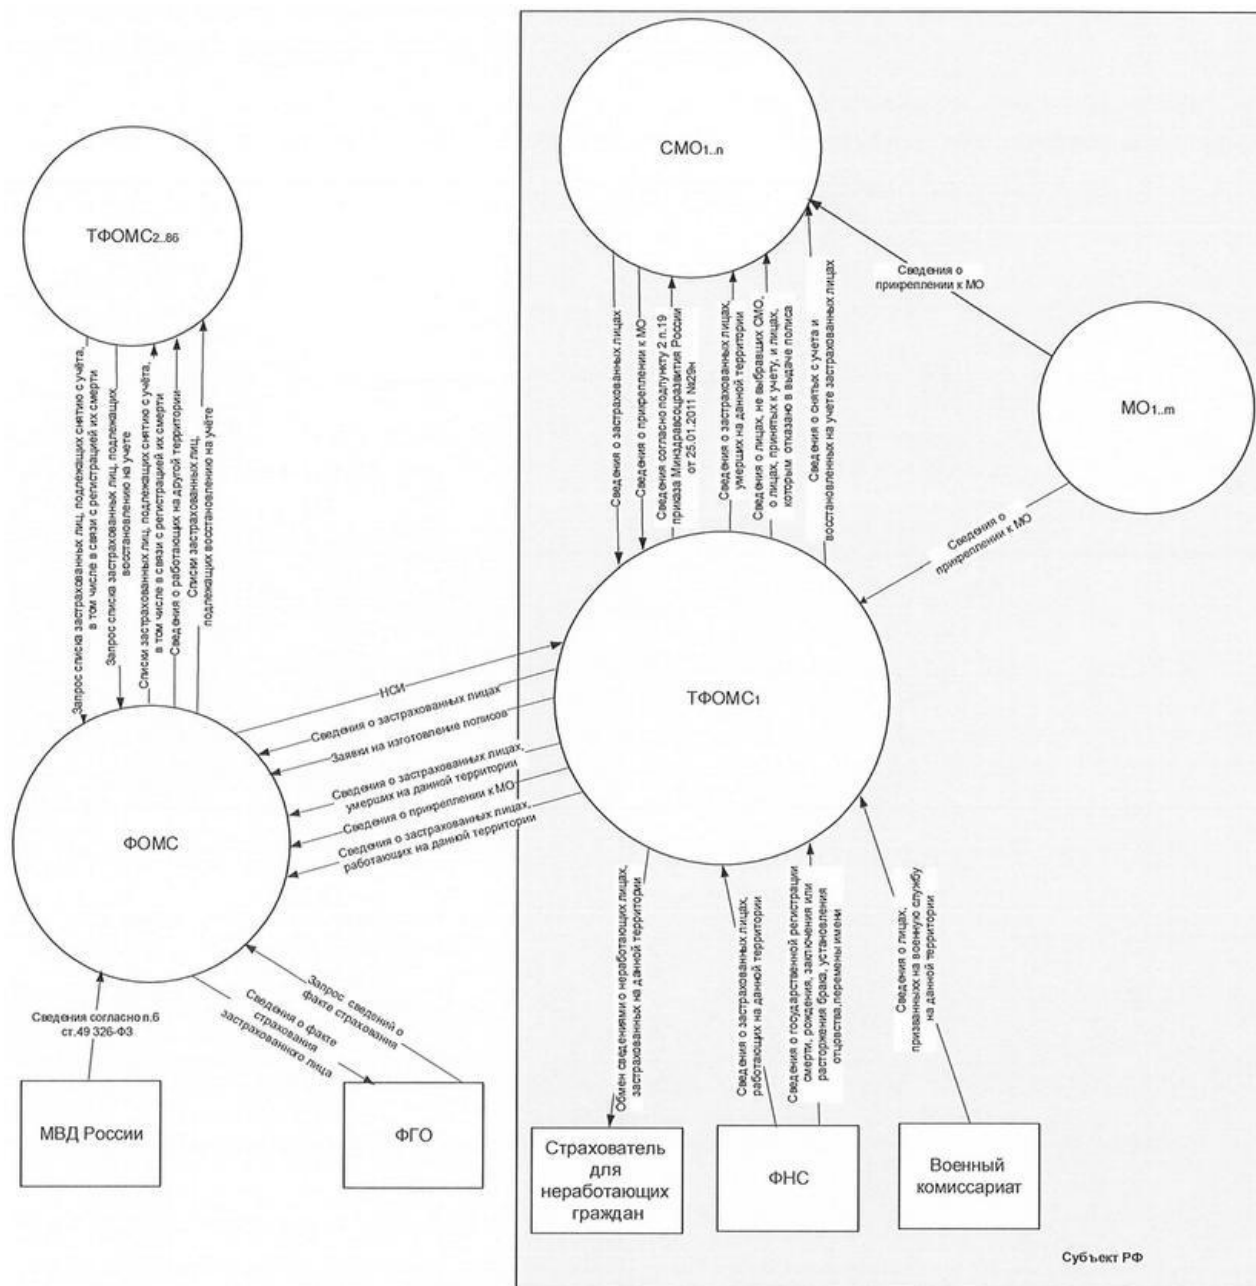 СМО1..n
ТФОМС2..86
МО1..m
Сведения о
прикреплении к МО
Сведения о застрахованных лицах
Сведения о прикреплении к МО
Сведения согласно подпункту 2 п.19
приказа Минздравсоцразвития России
от 25.01.2011 №29н
Сведения о застрахованных лицах,
умерших на данной территории
Сведения о лицах, не выбравших СМО,
о лицах, принятых к учету, и лицах,
которым отказано в выдаче полиса
Сведения о снятых с учета и
восстановленных на учете застрахованных лицах
Сведения о
прикреплении к МО
Запрос списка застрахованных лиц, подлежащих снятию с учёта,
в том числе в связи с регистрацией их смерти
Запрос списка застрахованных лиц, подлежащих
восстановлению на учете
Списки застрахованных лиц, подлежащих снятию с учёта,
в том числе в связи с регистрацией их смерти
Сведения о работающих на другой территории
Списки застрахованных лиц,
подлежащих восстановлению на учёте
ТФОМС1
НСИ
Сведения о застрахованных лицах
Заявки на изготовление полисов
Сведения о застрахованных лицах,
умерших на данной территории
Сведения о прикреплении к МО
Сведения о застрахованных лицах,
работающих на данной территории
ФОМС
Сведения согласно п.6
ст.49 326-ФЗ
Запрос сведений о
факте страхования
Сведения о факте
страхования
застрахованного лица
Обмен сведениями о неработающих лицах,
застрахованных на данной территории
Сведения о застрахованных лицах,
работающих на данной территории
Сведения о государственной регистрации
смерти, рождения, заключения или
расторжения брака, установления
отцовства,перемены имени
Сведения о лицах,
призванныхх на военную службу
на данной территории
МВД России
ФГО
Страхователь
для
неработающих
граждан
ФНС
Военный
комиссариат
Субъект РФ